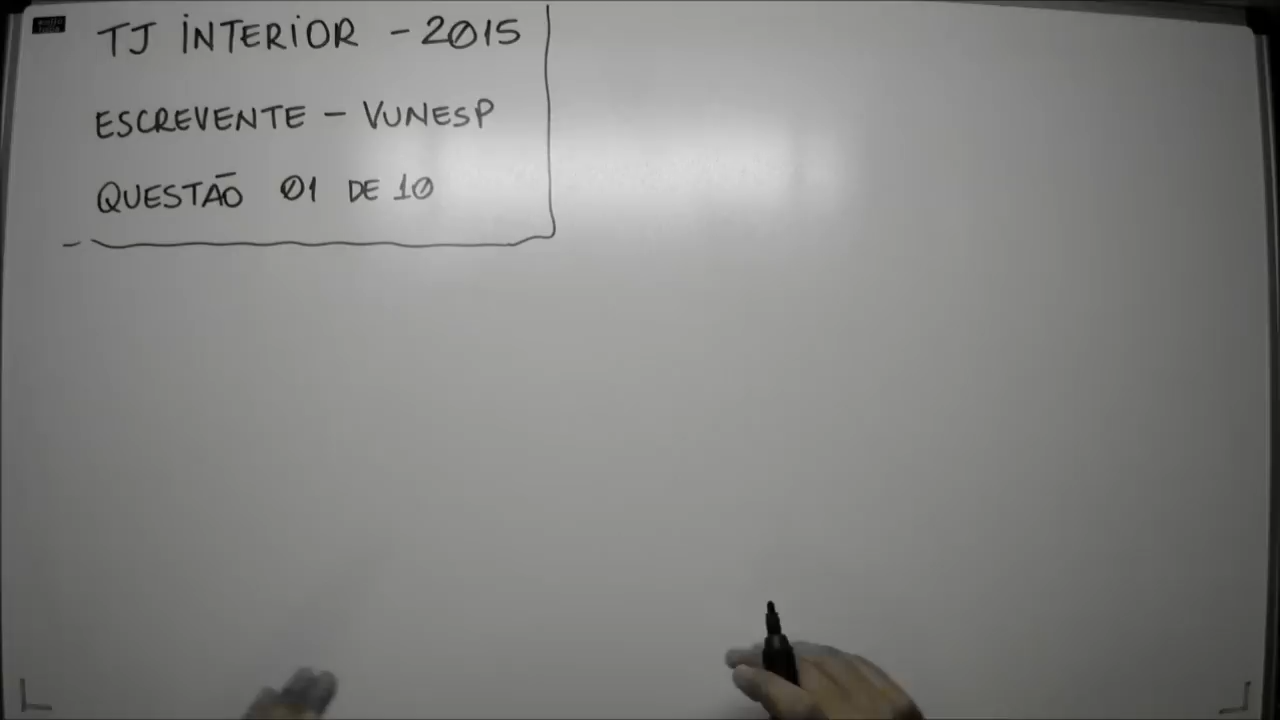 TJ INTERIOR - 2015
ESCREVENTE - VUNESP
QUESTÃO 01 DE 10